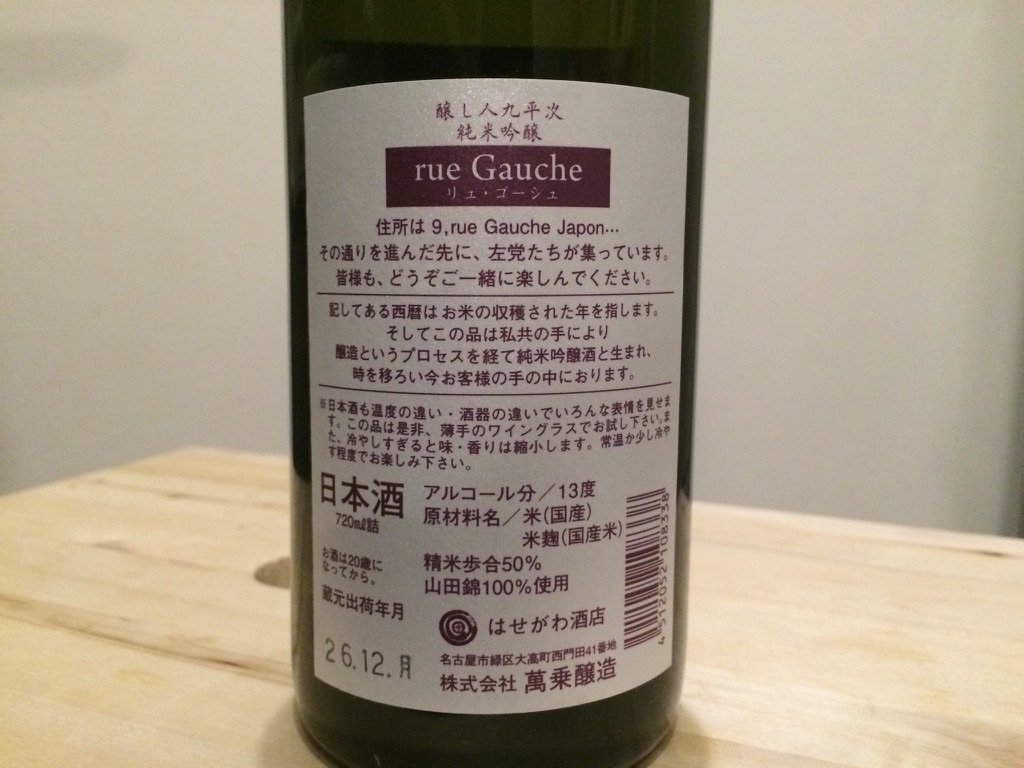 醸し人九平次
純米吟醸
rue Gauche
リュ・ゴーシュ
住所は 9,rue Gauche Japon…
その通りを進んだ先に、左党たちが集っています。
皆様も、どうぞご一緒に楽しんでください。
記してある西暦はお米の収穫された年を指します。
そしてこの品は私共の手により
醸造というプロセスを経て純米吟醸酒と生まれ、
時を移ろい今お客様の手の中におります。
※日本酒も温度の違い・酒器の違いでいろんな表情を見せま
す。この品は是非、薄手のワイングラスでお試し下さい。ま
た、冷やしすぎると味・香りは縮小します。常温か少し冷や
す程度でお楽しみ下さい。
日本酒
720mℓ詰
アルコール分／13度
原材料名／米(国産)
米麹(国産米)
お酒は20歳に
なってから。
精米歩合50%
山田錦100%使用
蔵元出荷年月
26.12.月
はせがわ酒店
名古屋市緑区大高町西門田41番地
株式会社 萬乗醸造
4512052108338